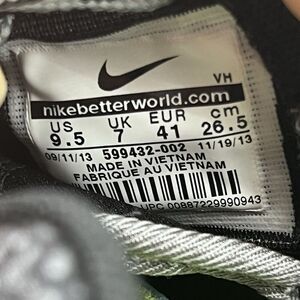 VH
nikebetterworld.com
US UK EUR cm
9.5 7 41 26.5
09/11/13 599432-002 11/19/13
MADE IN VIETNAM
FABRIQUE AU VIETNAM
UPC 00887229990943